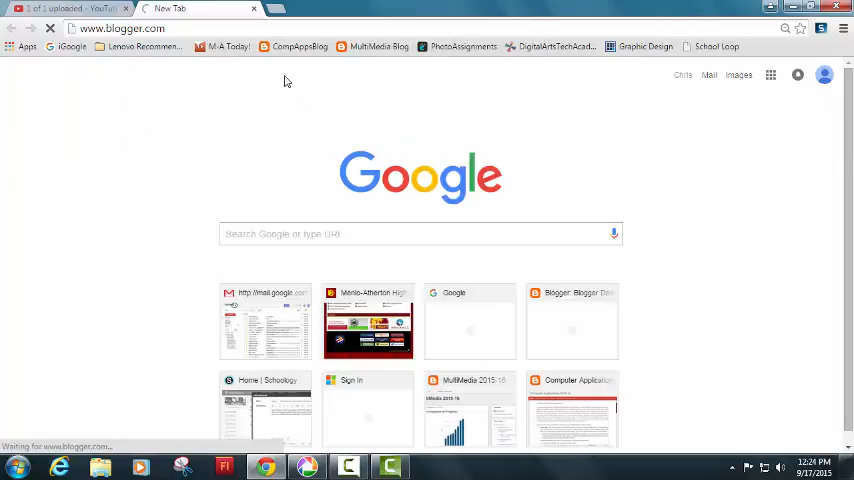 1 of 1 uploaded - YouTub
New Tab
www.blogger.com
Apps
iGoogle
Lenovo Recommen...
M-A Today!
CompAppsBlog
MultiMedia Blog
PhotoAssignments
DigitalArtsTechAcad...
Graphic Design
School Loop
Chris
Mail
Images
Google
Search Google or type URL
http://mail.google.com
Menlo-Atherton High
Google
Blogger: Blogger Das
Home | Schoology
Sign In
MultiMedia 2015-16
Computer Application
Waiting for www.blogger.com...
12:24 PM
9/17/2015